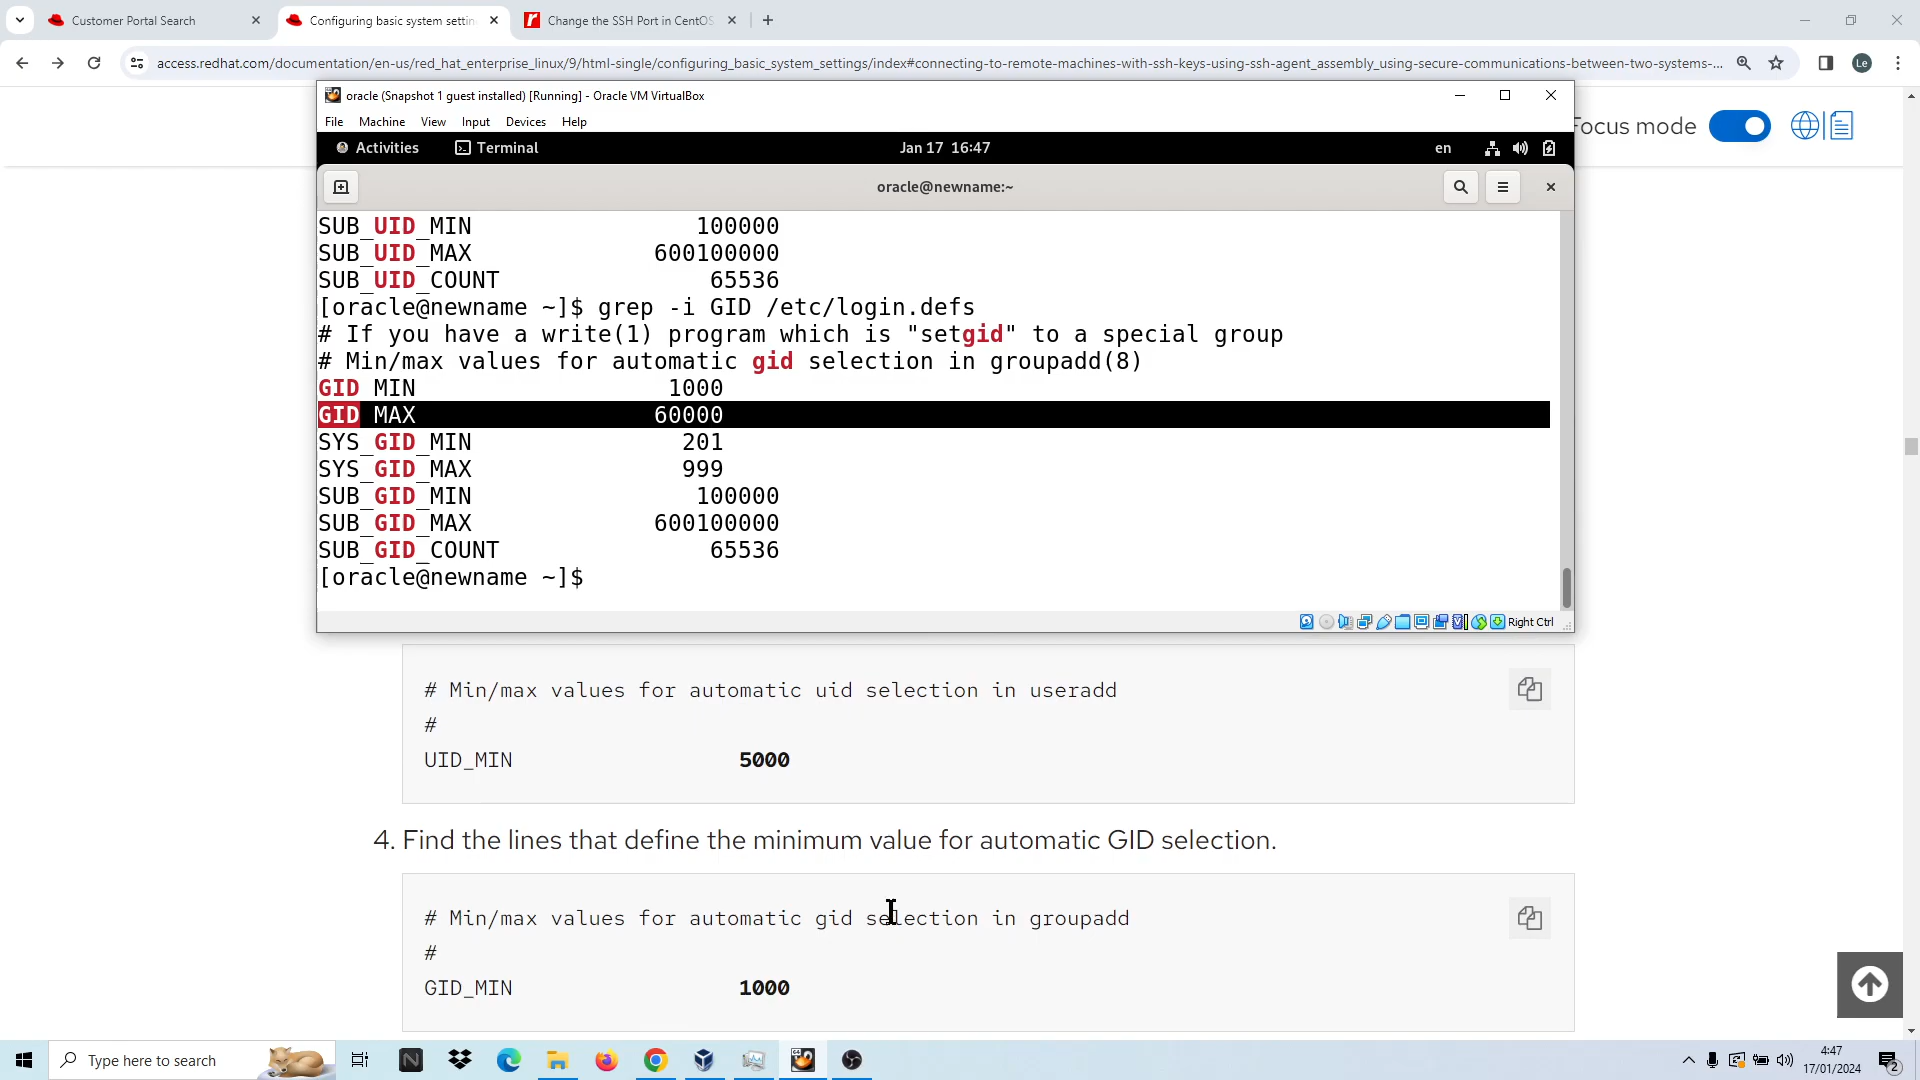 Customer Portal Search
Configuring basic system settin
Change the SSH Port in CentOS
access.redhat.com/documentation/en-us/red_hat_enterprise_linux/9/html-single/configuring_basic_system_settings/index#connecting-to-remote-machines-with-ssh-keys-using-ssh-agent_assembly_using-secure-communications-between-two-systems-...
Le
oracle (Snapshot 1 guest installed) [Running] - Oracle VM VirtualBox
File Machine View Input Devices Help
Focus mode
Activities Terminal Jan 17 16:47 en
oracle@newname:~
SUB_UID_MIN 100000
SUB_UID_MAX 600100000
SUB_UID_COUNT 65536
[oracle@newname ~]$ grep -i GID /etc/login.defs
# If you have a write(1) program which is "setgid" to a special group
# Min/max values for automatic gid selection in groupadd(8)
GID_MIN 1000
GID_MAX 60000
SYS_GID_MIN 201
SYS_GID_MAX 999
SUB_GID_MIN 100000
SUB_GID_MAX 600100000
SUB_GID_COUNT 65536
[oracle@newname ~]$
Right Ctrl
# Min/max values for automatic uid selection in useradd
#
UID_MIN 5000
4. Find the lines that define the minimum value for automatic GID selection.
# Min/max values for automatic gid selection in groupadd
#
GID_MIN 1000
Type here to search
4:47
17/01/2024
2